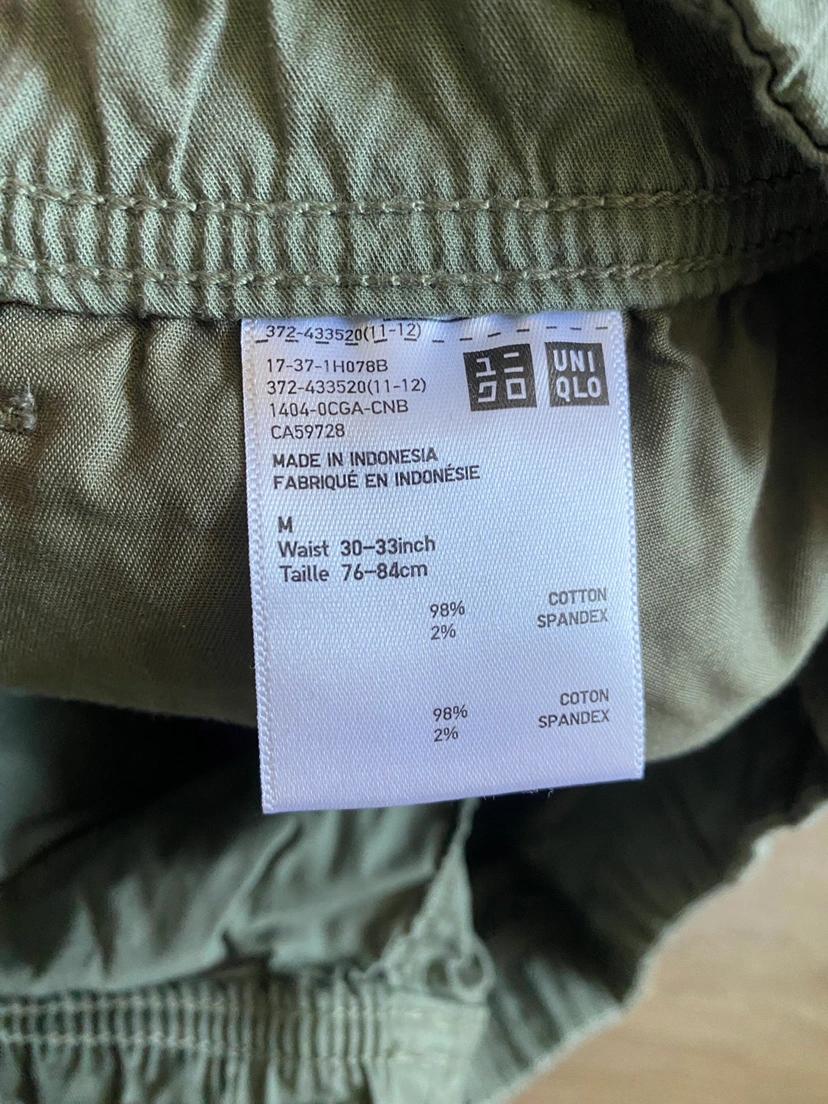 372-433520(11-12)
17-37-1H078B
372-433520(11-12)
1404-0CGA-CNB
CA59728
ユニ
クロ
UNI
QLO
MADE IN INDONESIA
FABRIQUÉ EN INDONÉSIE
M
Waist 30–33inch
Taille 76–84cm
98% COTTON
2% SPANDEX
98% COTON
2% SPANDEX